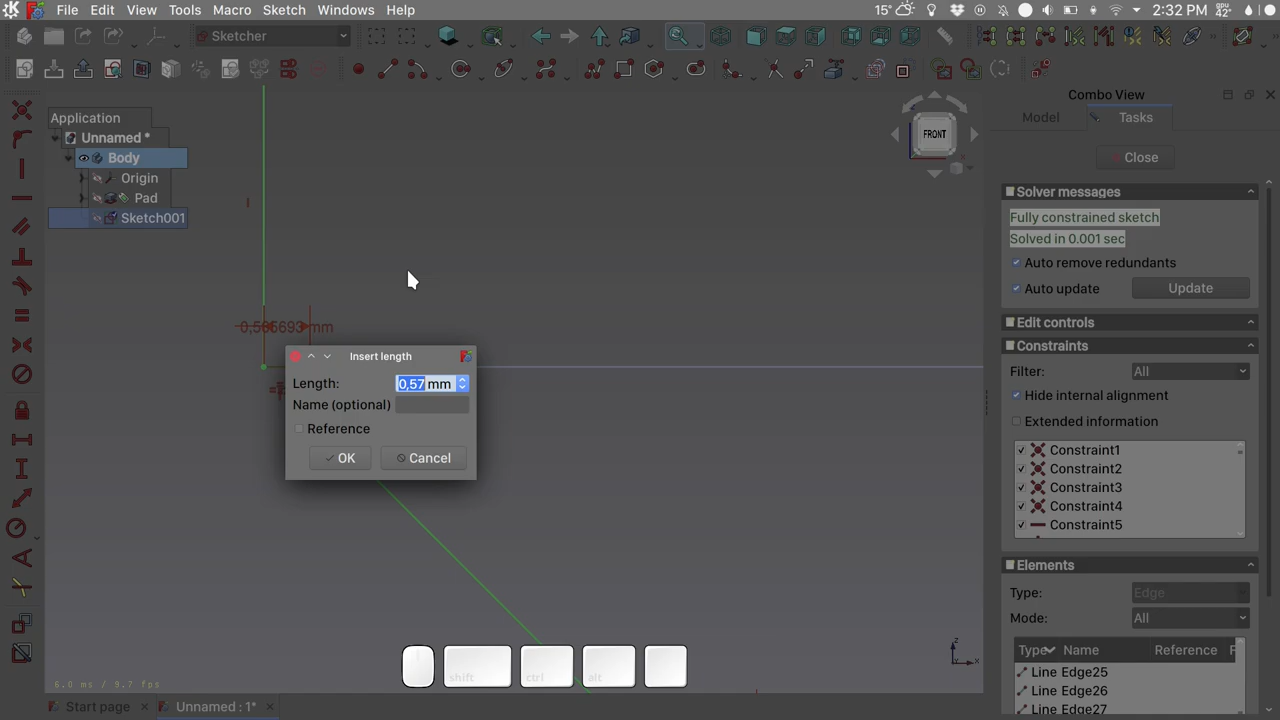 File Edit View Tools Macro Sketch Windows Help
15° GPU 42° 2:32 PM
Sketcher
Application
Unnamed *
Body
Origin
Pad
Sketch001
FRONT
Insert length
Length: 0,57 mm
Name (optional)
Reference
OK Cancel
Combo View
Model Tasks
Close
Solver messages
Fully constrained sketch
Solved in 0.001 sec
Auto remove redundants
Auto update Update
Edit controls
Constraints
Filter: All
Hide internal alignment
Extended information
Constraint1
Constraint2
Constraint3
Constraint4
Constraint5
Elements
Type: Edge
Mode: All
Type Name Reference
Line Edge25
Line Edge26
Line Edge27
shift ctrl alt
6.0 ms / 9.7 fps
Start page Unnamed : 1*